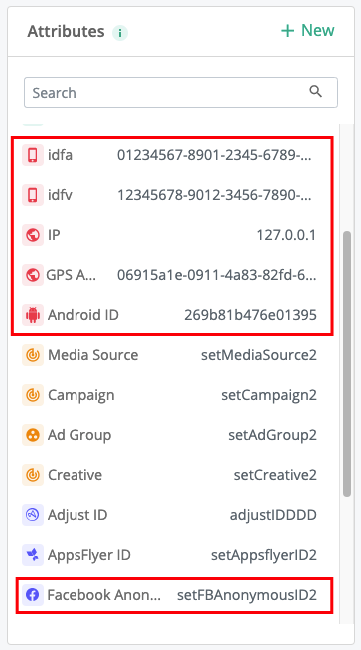 Attributes i + New
Search
idfa 01234567-8901-2345-6789-...
idfv 12345678-9012-3456-7890-...
IP 127.0.0.1
GPS A... 06915a1e-0911-4a83-82fd-6...
Android ID 269b81b476e01395
Media Source setMediaSource2
Campaign setCampaign2
Ad Group setAdGroup2
Creative setCreative2
Adjust ID adjustIDDDD
AppsFlyer ID setAppsflyerID2
Facebook Anon... setFBAnonymousID2